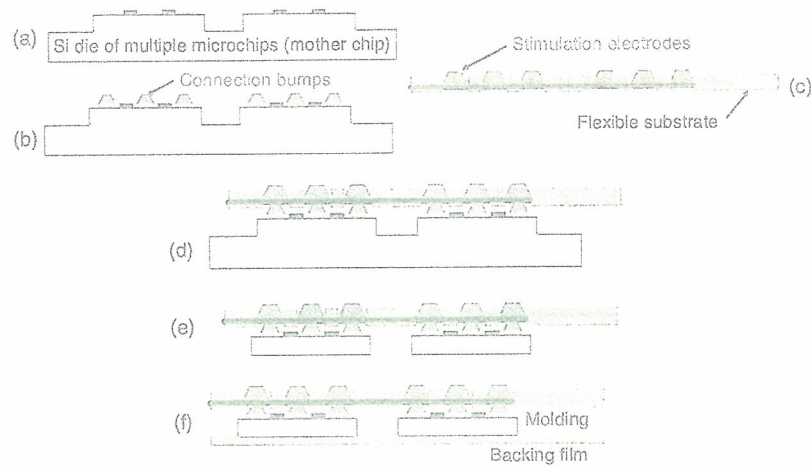 (a)
Si die of multiple microchips (mother chip)
Connection bumps
(b)
Stimulation electrodes
(c)
Flexible substrate
(d)
(e)
(f)
Molding
Backing film